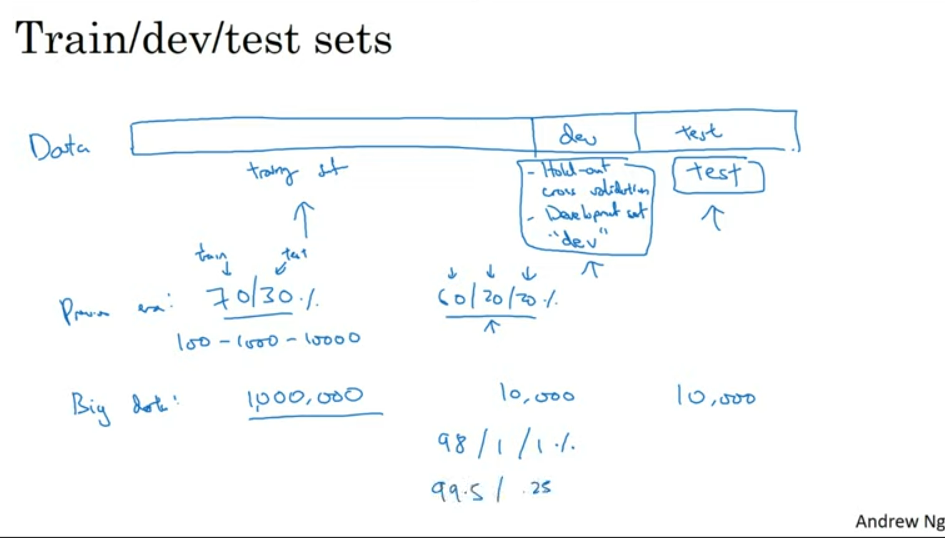 Train/dev/test sets
Data
dev
test
training set
- Hold-out
cross validation
- Development set
"dev"
test
train
test
Previous era:
70/30 %
60/20/20 %
100 - 1000 - 10000
Big data:
1,000,000
10,000
10,000
98 / 1 / 1 %
99.5 / .25
Andrew Ng